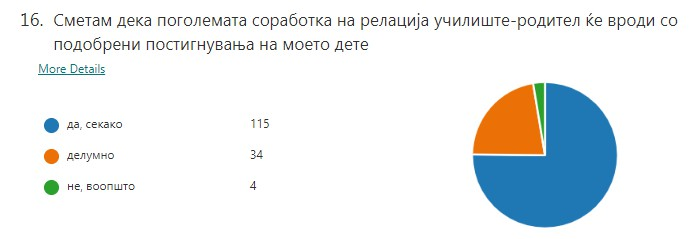 16. Сметам дека поголемата соработка на релација училиште-родител ќе вроди со
подобрени постигнувања на моето дете
More Details
да, секако 115
делумно 34
не, воопшто 4